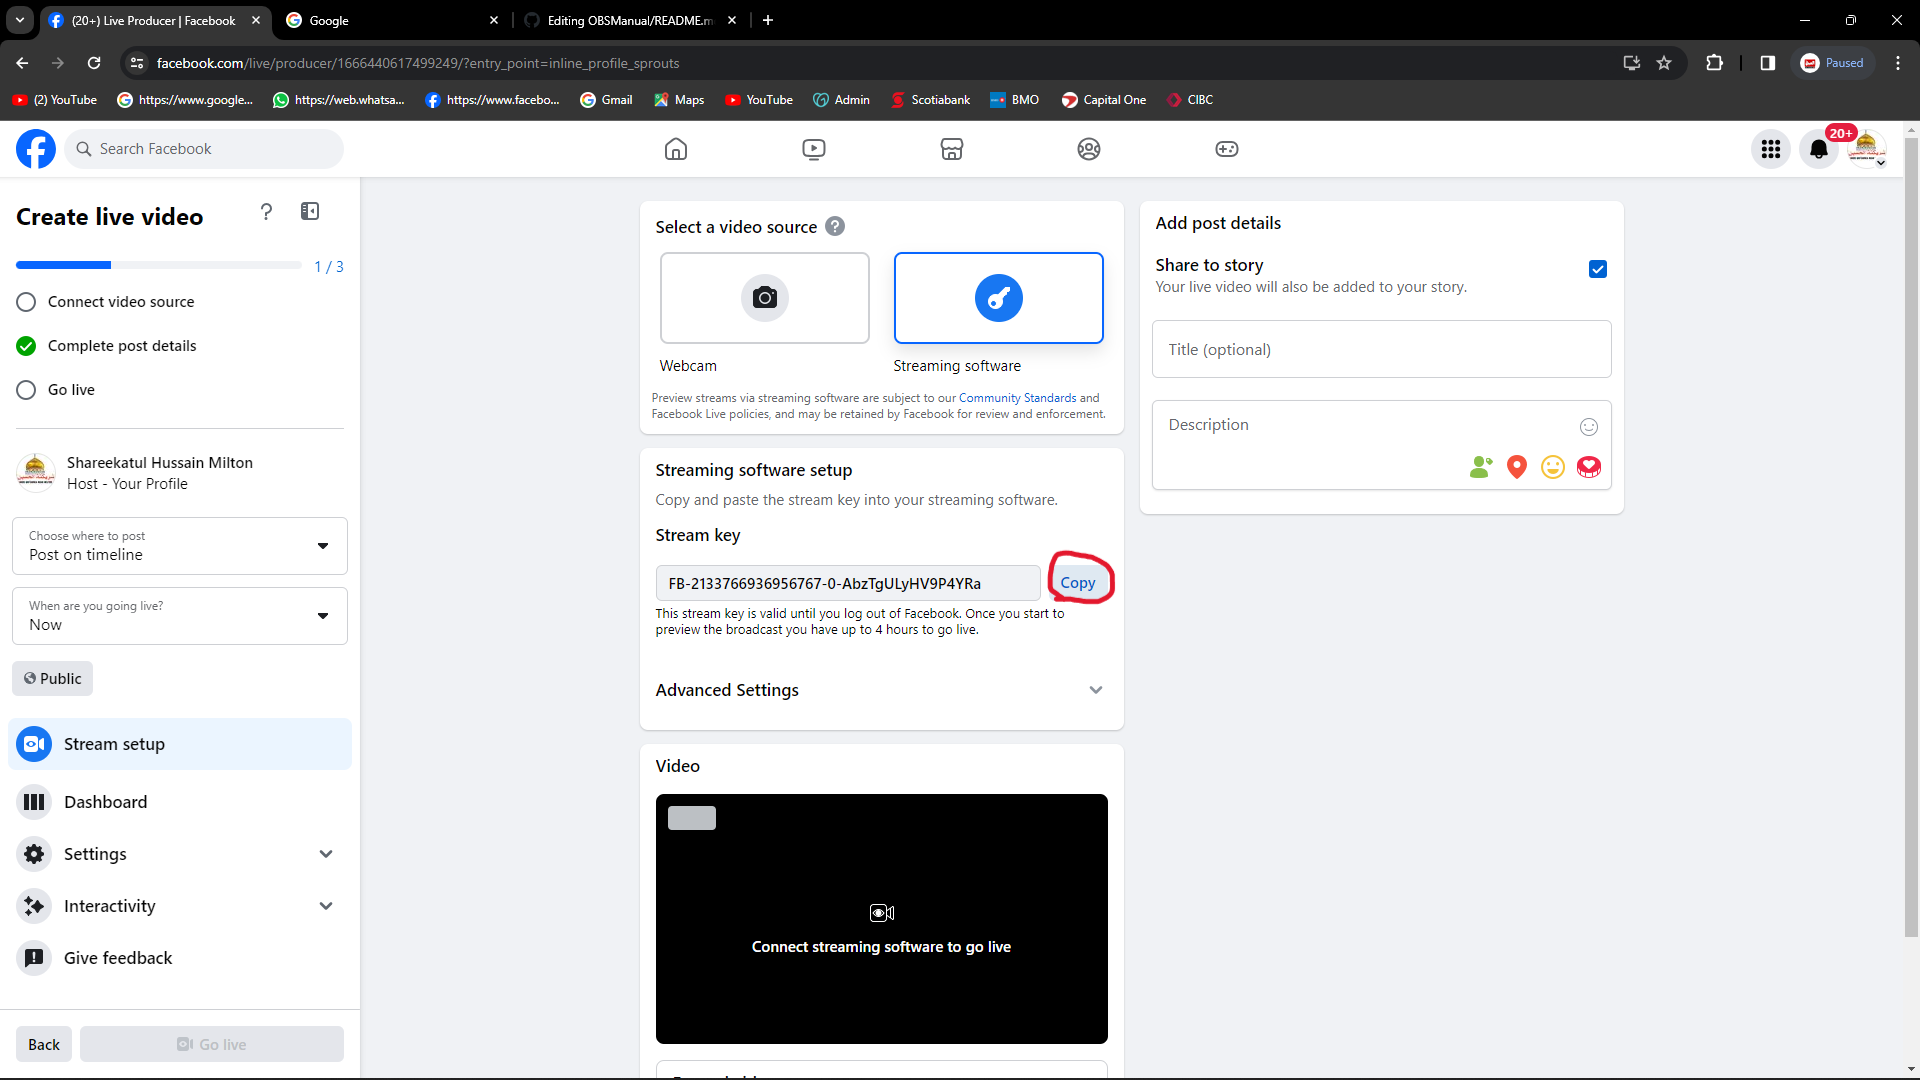 (20+) Live Producer | Facebook
Google
Editing OBSManual/README.m
facebook.com/live/producer/1666440617499249/?entry_point=inline_profile_sprouts
Paused
(2) YouTube
https://www.google...
https://web.whatsa...
https://www.facebo...
Gmail
Maps
YouTube
Admin
Scotiabank
BMO
Capital One
CIBC
Search Facebook
20+
Create live video
1 / 3
Connect video source
Complete post details
Go live
Shareekatul Hussain Milton
Host - Your Profile
Choose where to post
Post on timeline
When are you going live?
Now
Public
Stream setup
Dashboard
Settings
Interactivity
Give feedback
Back
Go live
Select a video source
Webcam
Streaming software
Preview streams via streaming software are subject to our Community Standards and
Facebook Live policies, and may be retained by Facebook for review and enforcement.
Streaming software setup
Copy and paste the stream key into your streaming software.
Stream key
FB-2133766936956767-0-AbzTgULyHV9P4YRa
Copy
This stream key is valid until you log out of Facebook. Once you start to
preview the broadcast you have up to 4 hours to go live.
Advanced Settings
Video
Connect streaming software to go live
Add post details
Share to story
Your live video will also be added to your story.
Title (optional)
Description